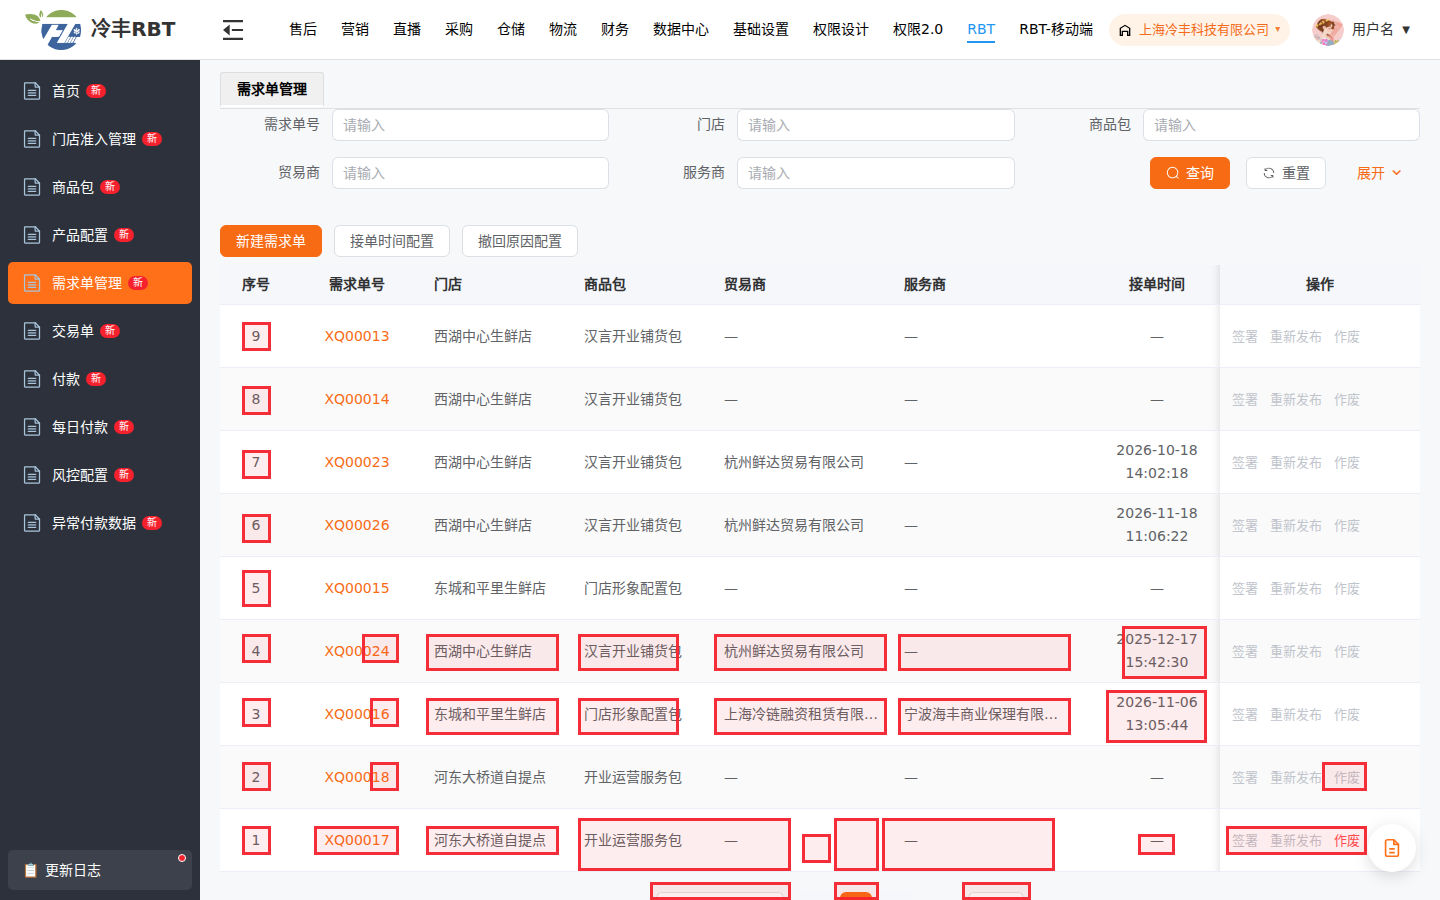 冷丰RBT
售后 营销 直播 采购 仓储 物流 财务 数据中心 基础设置 权限设计 权限2.0 RBT RBT-移动端 上海冷丰科技有限公司 ▾ 用户名 ▼
首页 新
门店准入管理 新
商品包 新
产品配置 新
需求单管理 新
交易单 新
付款 新
每日付款 新
风控配置 新
异常付款数据 新
更新日志
需求单管理
需求单号 请输入 门店 请输入 商品包 请输入
贸易商 请输入 服务商 请输入 查询 重置 展开
新建需求单 接单时间配置 撤回原因配置
序号 需求单号 门店 商品包 贸易商 服务商 接单时间 操作
9 XQ00013 西湖中心生鲜店 汉言开业铺货包 — — — 签署 重新发布 作废
8 XQ00014 西湖中心生鲜店 汉言开业铺货包 — — — 签署 重新发布 作废
7 XQ00023 西湖中心生鲜店 汉言开业铺货包 杭州鲜达贸易有限公司 — 2026-10-18 14:02:18 签署 重新发布 作废
6 XQ00026 西湖中心生鲜店 汉言开业铺货包 杭州鲜达贸易有限公司 — 2026-11-18 11:06:22 签署 重新发布 作废
5 XQ00015 东城和平里生鲜店 门店形象配置包 — — — 签署 重新发布 作废
4 XQ00024 西湖中心生鲜店 汉言开业铺货包 杭州鲜达贸易有限公司 — 2025-12-17 15:42:30 签署 重新发布 作废
3 XQ00016 东城和平里生鲜店 门店形象配置包 上海冷链融资租赁有限... 宁波海丰商业保理有限... 2026-11-06 13:05:44 签署 重新发布 作废
2 XQ00018 河东大桥道自提点 开业运营服务包 — — — 签署 重新发布 作废
1 XQ00017 河东大桥道自提点 开业运营服务包 — — 签署 重新发布 作废